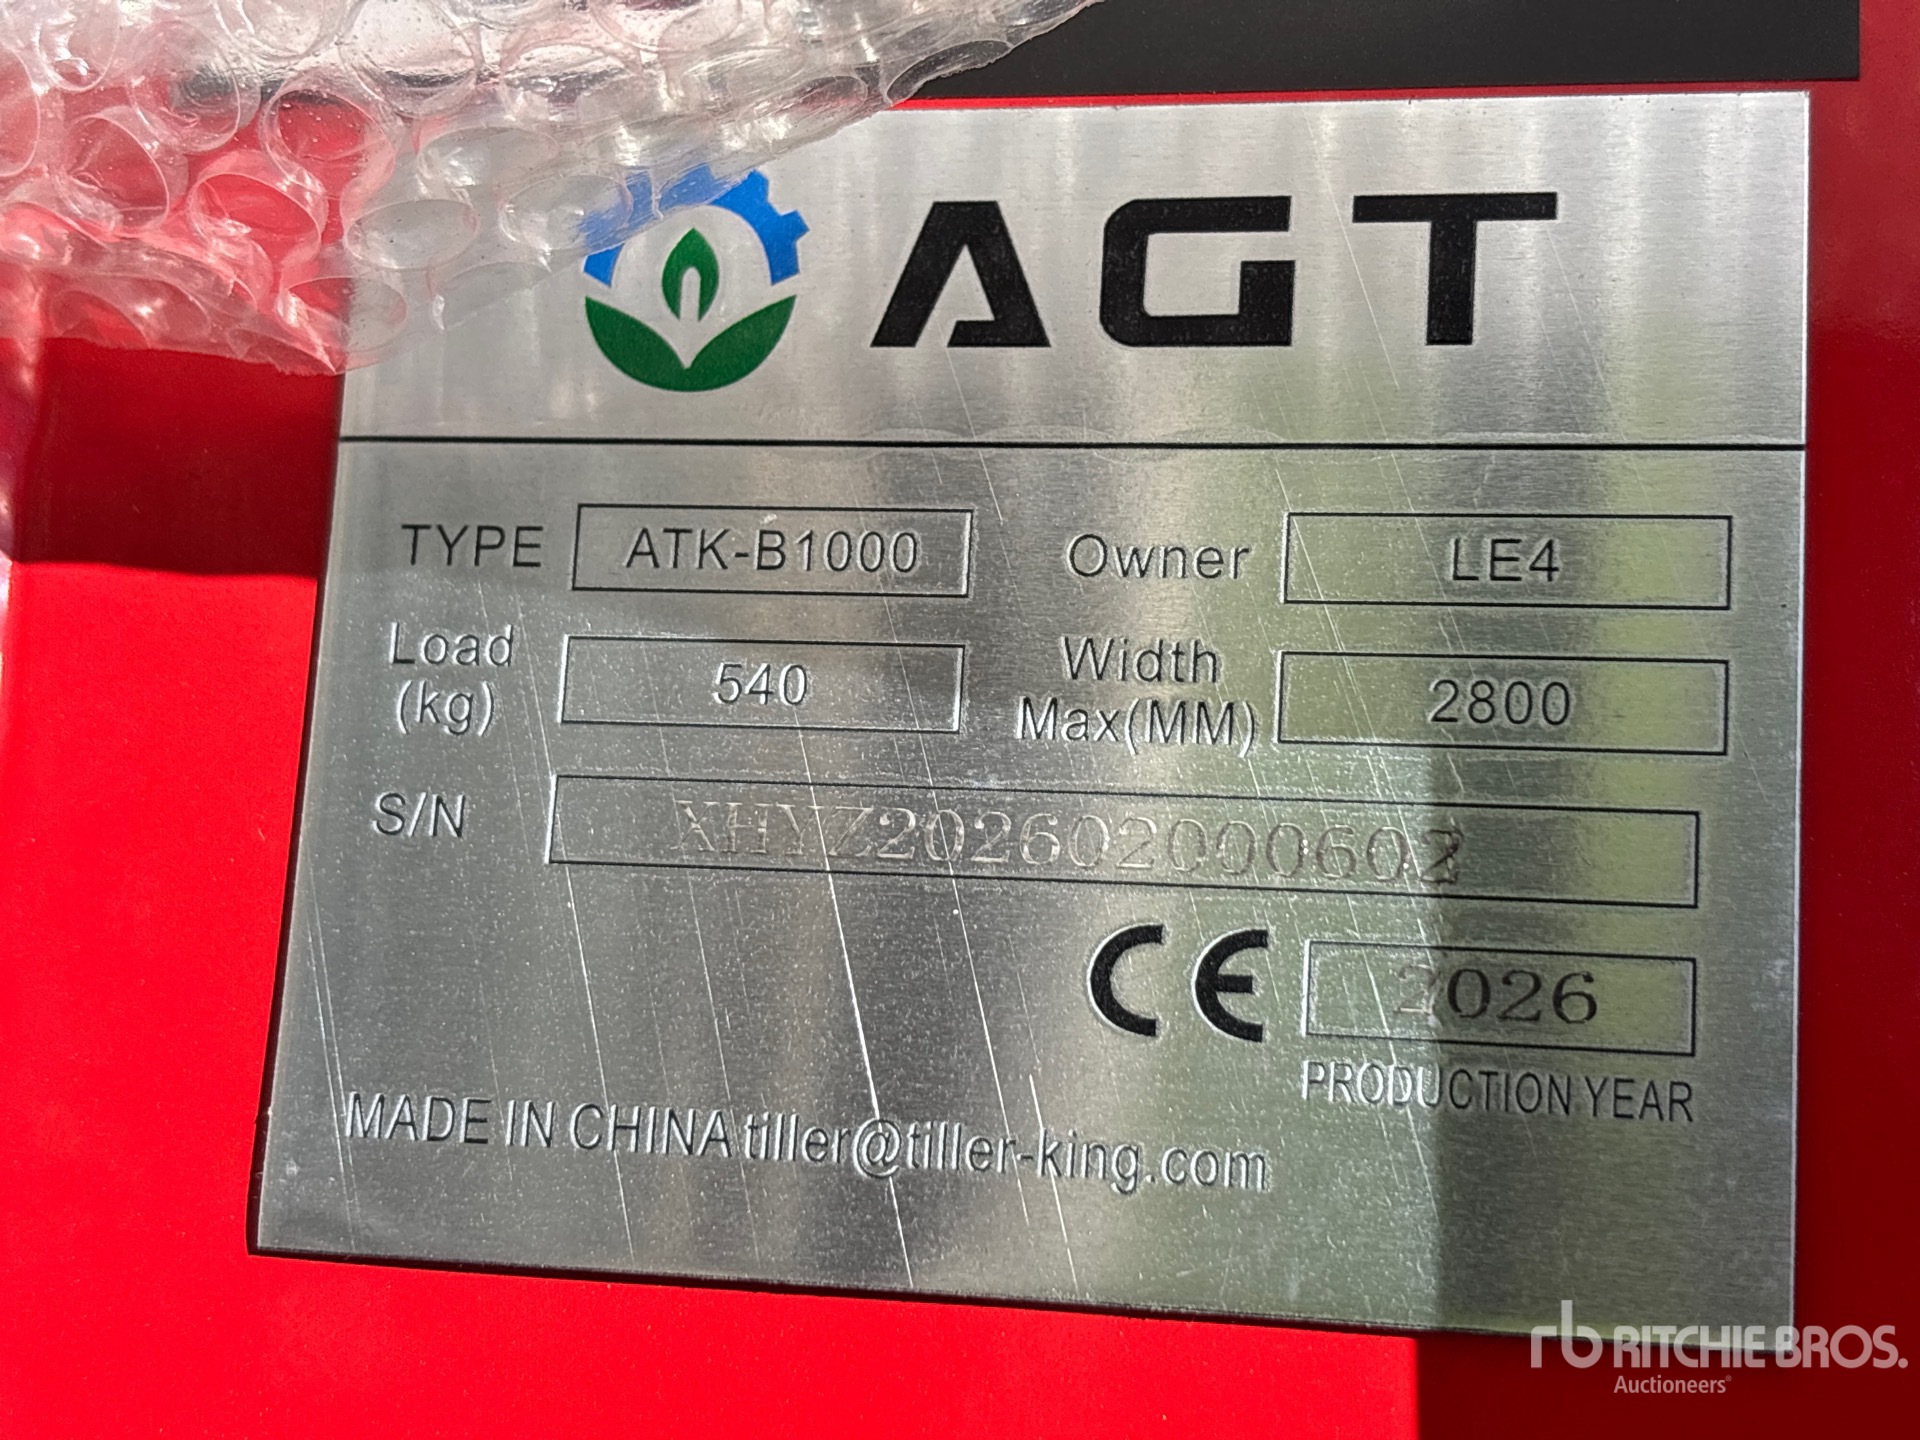 AGT
TYPE ATK-B1000 Owner LE4
Load (kg) 540 Width Max(MM) 2800
S/N XHYZ202602000602
CE 2026
PRODUCTION YEAR
MADE IN CHINA tiller@tiller-king.com
rb RITCHIE BROS.
Auctioneers®